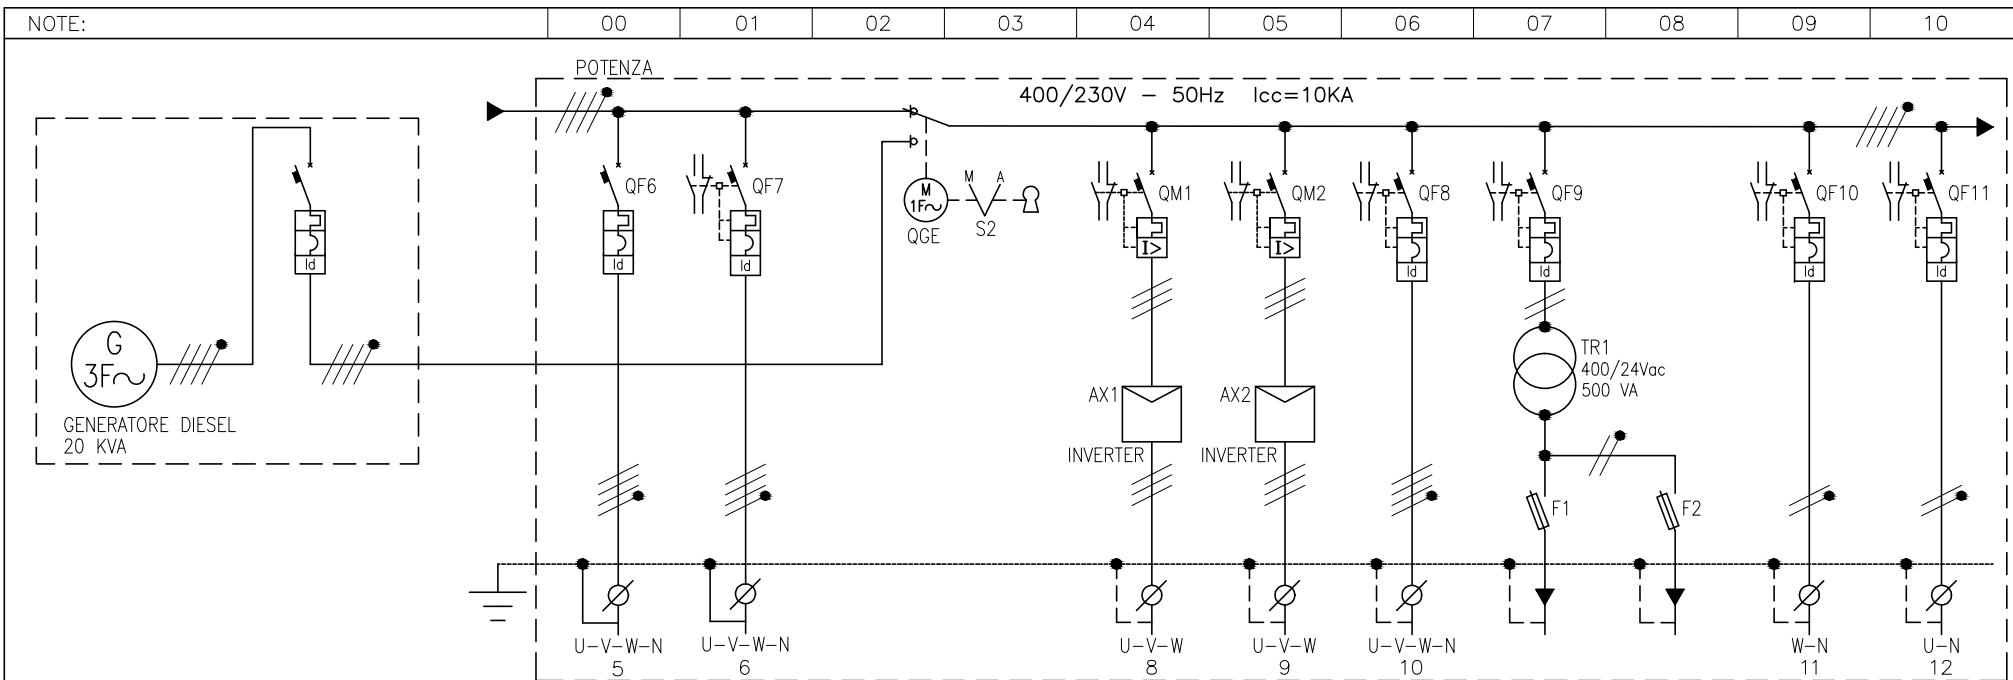 NOTE: 00 01 02 03 04 05 06 07 08 09 10
POTENZA
400/230V - 50Hz Icc=10KA
QF6 QF7 M 1F~ M A QM1 QM2 QF8 QF9 QF10 QF11
QGE S2
Id Id Id I> I> Id Id Id Id
G
3F~
GENERATORE DIESEL
20 KVA
TR1
400/24Vac
500 VA
AX1 AX2
INVERTER INVERTER
F1 F2
U-V-W-N U-V-W-N U-V-W U-V-W U-V-W-N W-N U-N
5 6 8 9 10 11 12